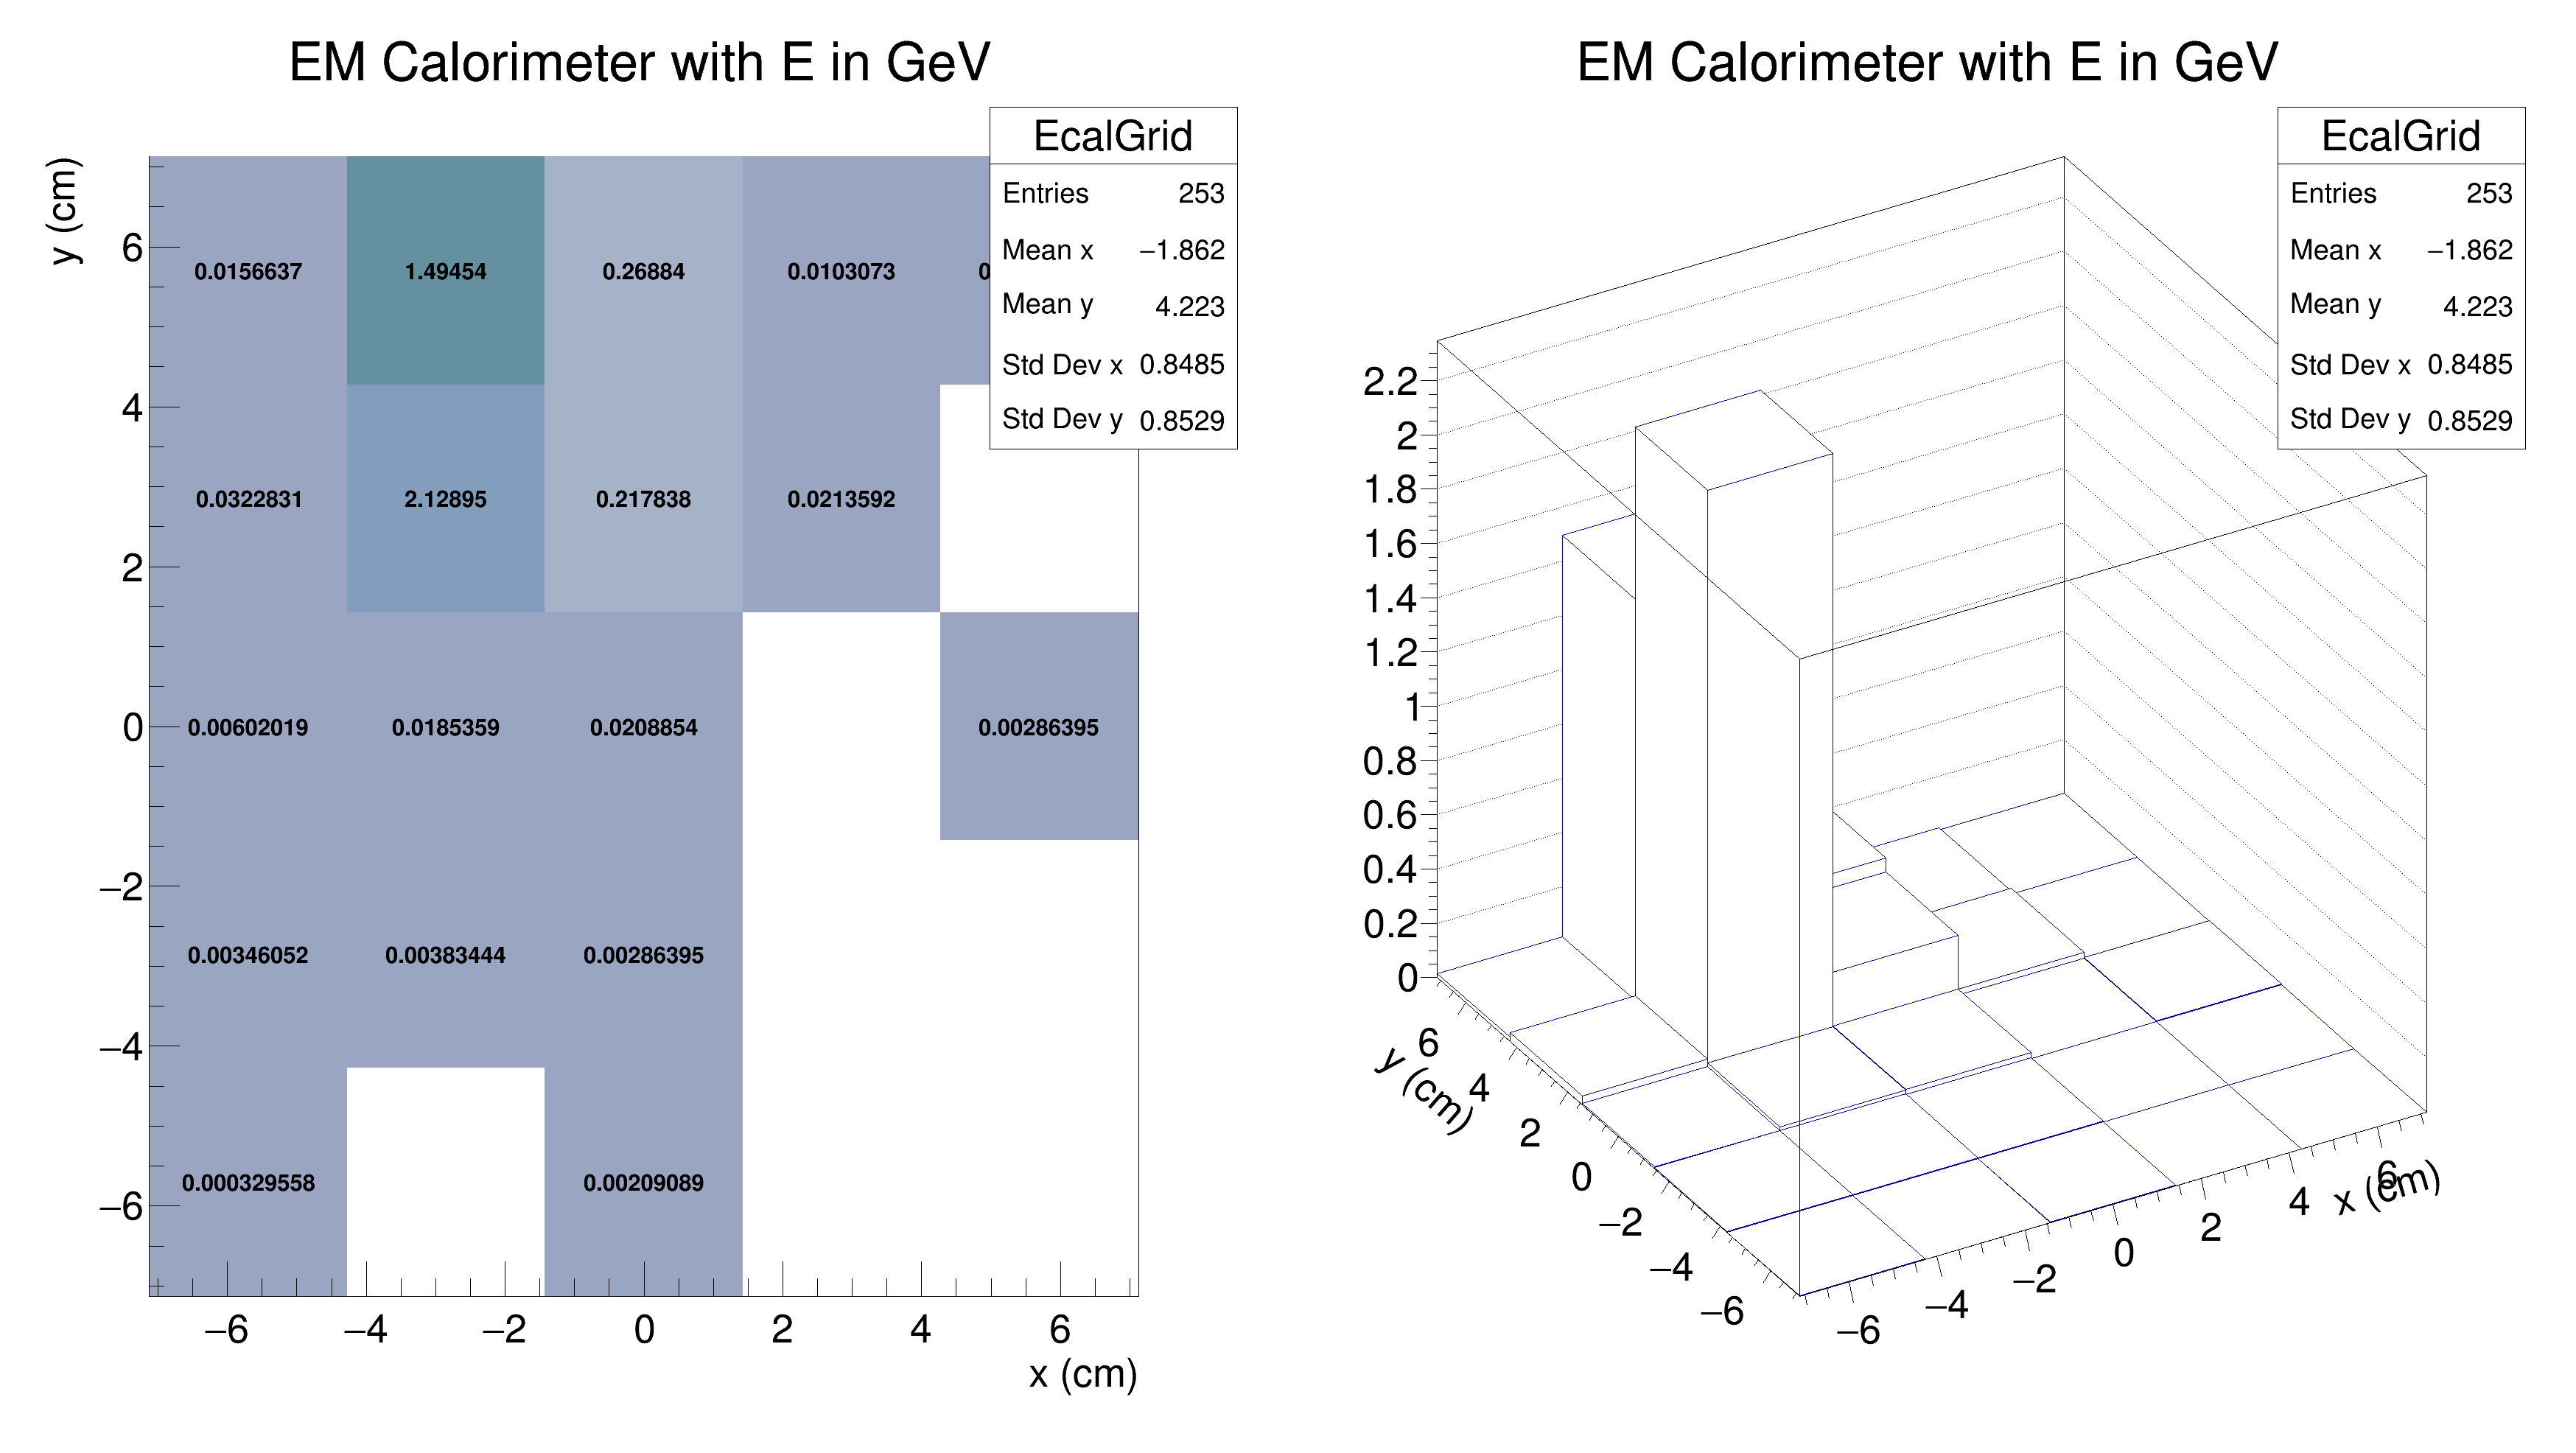 EM Calorimeter with E in GeV
y (cm)
EcalGrid
Entries 253
Mean x −1.862
Mean y 4.223
Std Dev x 0.8485
Std Dev y 0.8529
6
4
2
0
−2
−4
−6
0.0156637 1.49454 0.26884 0.0103073
0.0322831 2.12895 0.217838 0.0213592
0.00602019 0.0185359 0.0208854 0.00286395
0.00346052 0.00383444 0.00286395
0.000329558 0.00209089
−6 −4 −2 0 2 4 6
x (cm)
EM Calorimeter with E in GeV
EcalGrid
Entries 253
Mean x −1.862
Mean y 4.223
Std Dev x 0.8485
Std Dev y 0.8529
2.2
2
1.8
1.6
1.4
1.2
1
0.8
0.6
0.4
0.2
0
y (cm)
6
4
2
0
−2
−4
−6
−6 −4 −2 0 2 4 6
x (cm)